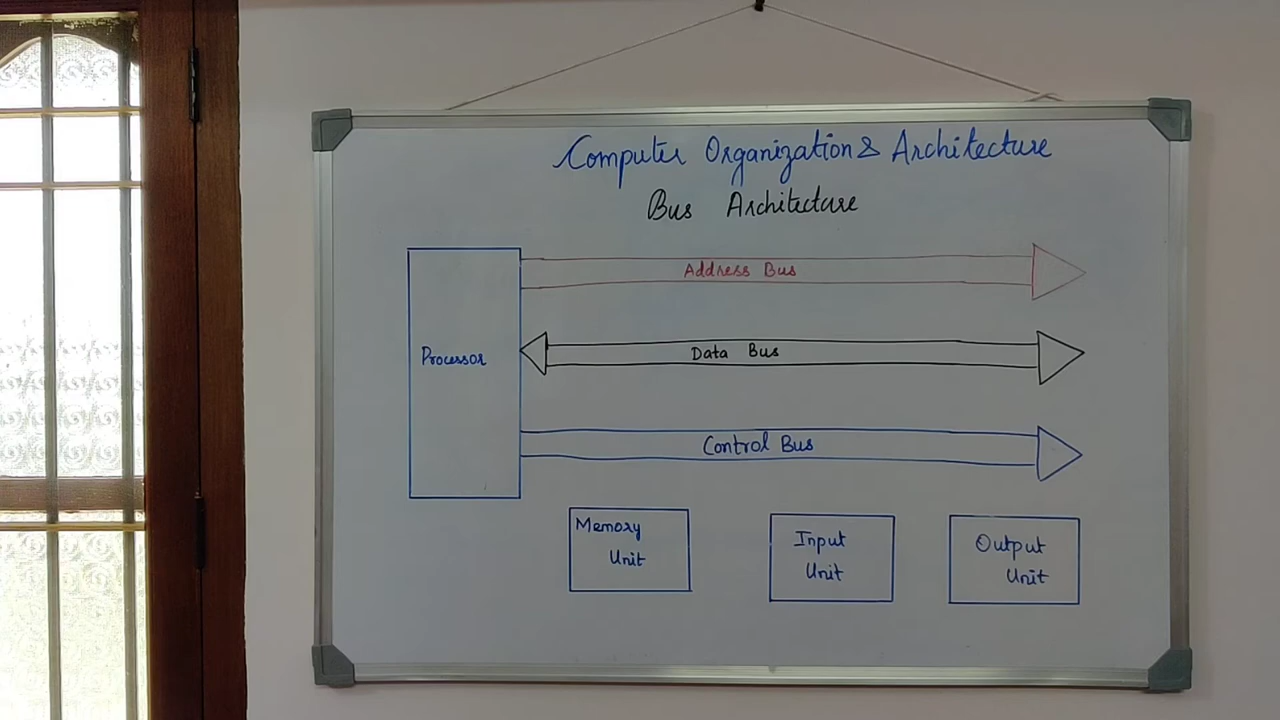 Computer Organization & Architecture
Bus Architecture
Address Bus
Processor
Data Bus
Control Bus
Memory
Unit
Input
Unit
Output
Unit